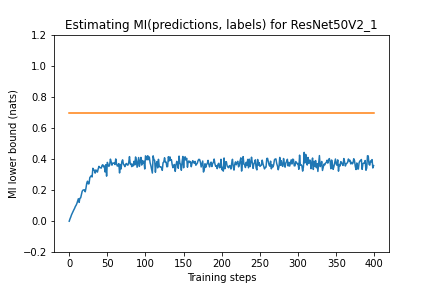 Estimating MI(predictions, labels) for ResNet50V2_1
MI lower bound (nats)
1.2
1.0
0.8
0.6
0.4
0.2
0.0
−0.2
0 50 100 150 200 250 300 350 400
Training steps